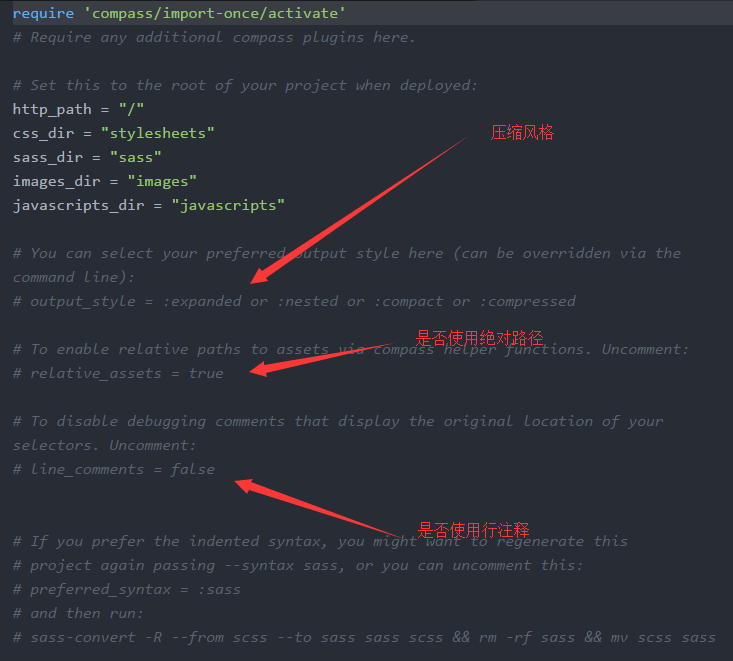 require 'compass/import-once/activate'
# Require any additional compass plugins here.
# Set this to the root of your project when deployed:
http_path = "/"
css_dir = "stylesheets"
压缩风格
sass_dir = "sass"
images_dir = "images"
javascripts_dir = "javascripts"
# You can select your preferred output style here (can be overridden via the
command line):
# output_style = :expanded or :nested or :compact or :compressed
是否使用绝对路径
# To enable relative paths to assets via compass helper functions. Uncomment:
# relative_assets = true
# To disable debugging comments that display the original location of your
selectors. Uncomment:
# line_comments = false
是否使用行注释
# If you prefer the indented syntax, you might want to regenerate this
# project again passing --syntax sass, or you can uncomment this:
# preferred_syntax = :sass
# and then run:
# sass-convert -R --from scss --to sass sass scss && rm -rf sass && mv scss sass